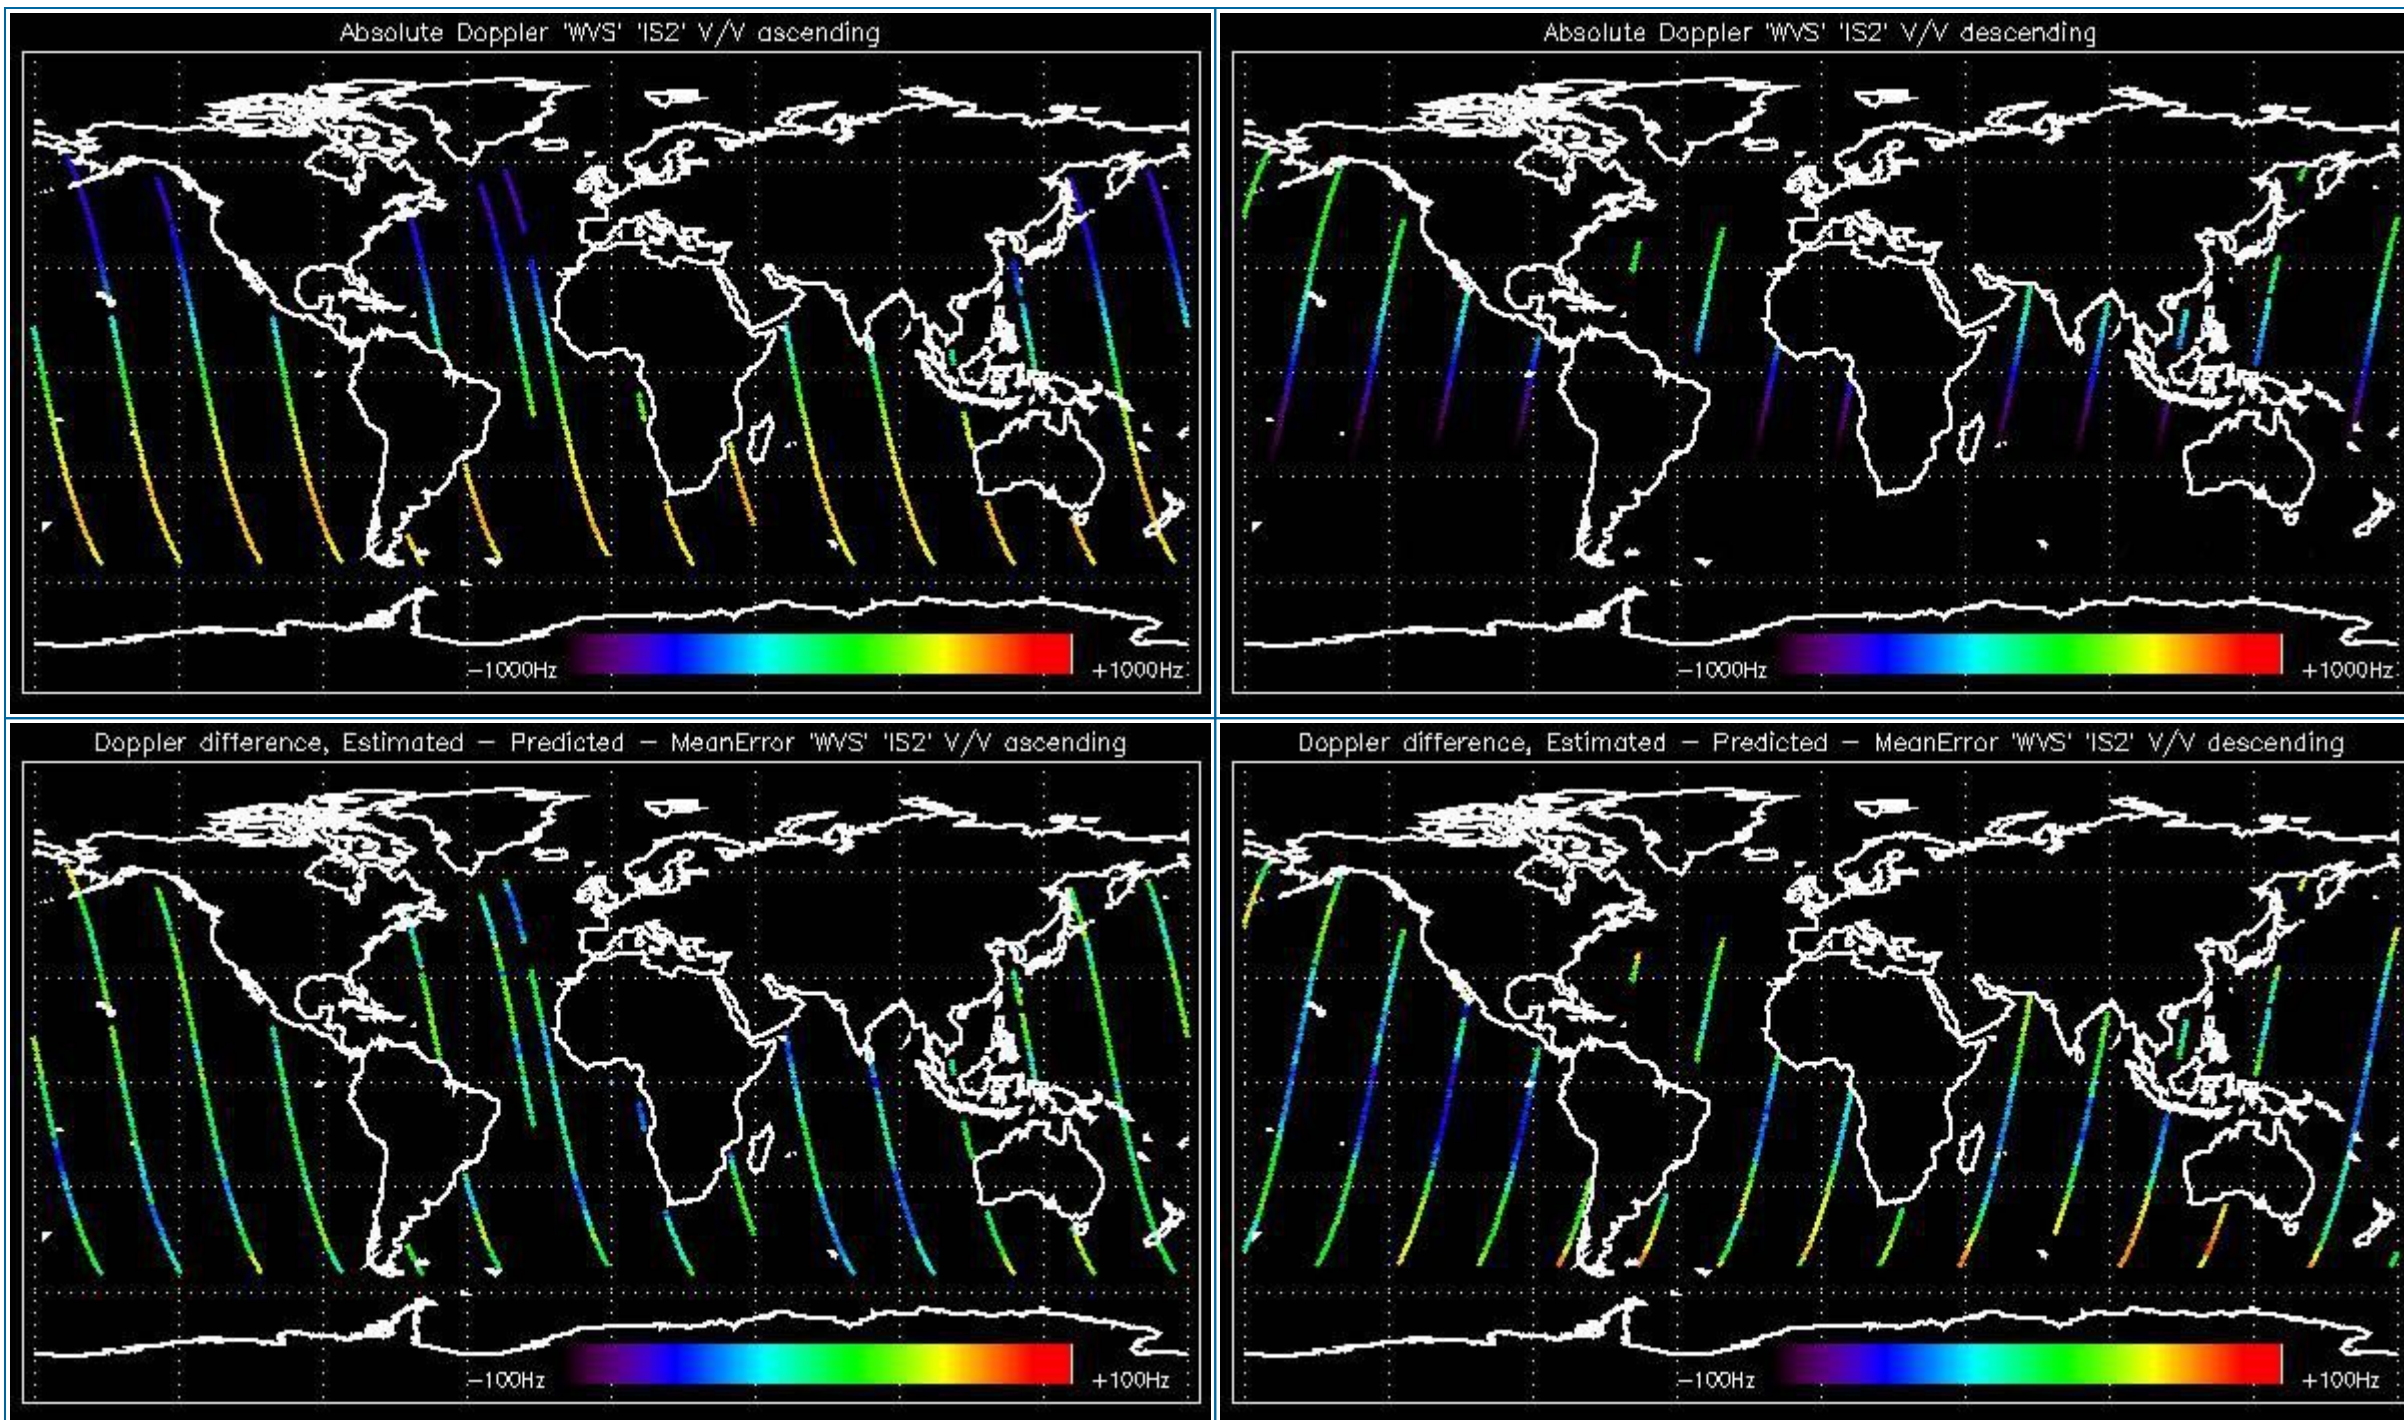 Absolute Doppler 'WVS' 'IS2' V/V ascending
−1000Hz
+1000Hz
Absolute Doppler 'WVS' 'IS2' V/V descending
−1000Hz
+1000Hz
Doppler difference, Estimated − Predicted − MeanError 'WVS' 'IS2' V/V ascending
−100Hz
+100Hz
Doppler difference, Estimated − Predicted − MeanError 'WVS' 'IS2' V/V descending
−100Hz
+100Hz